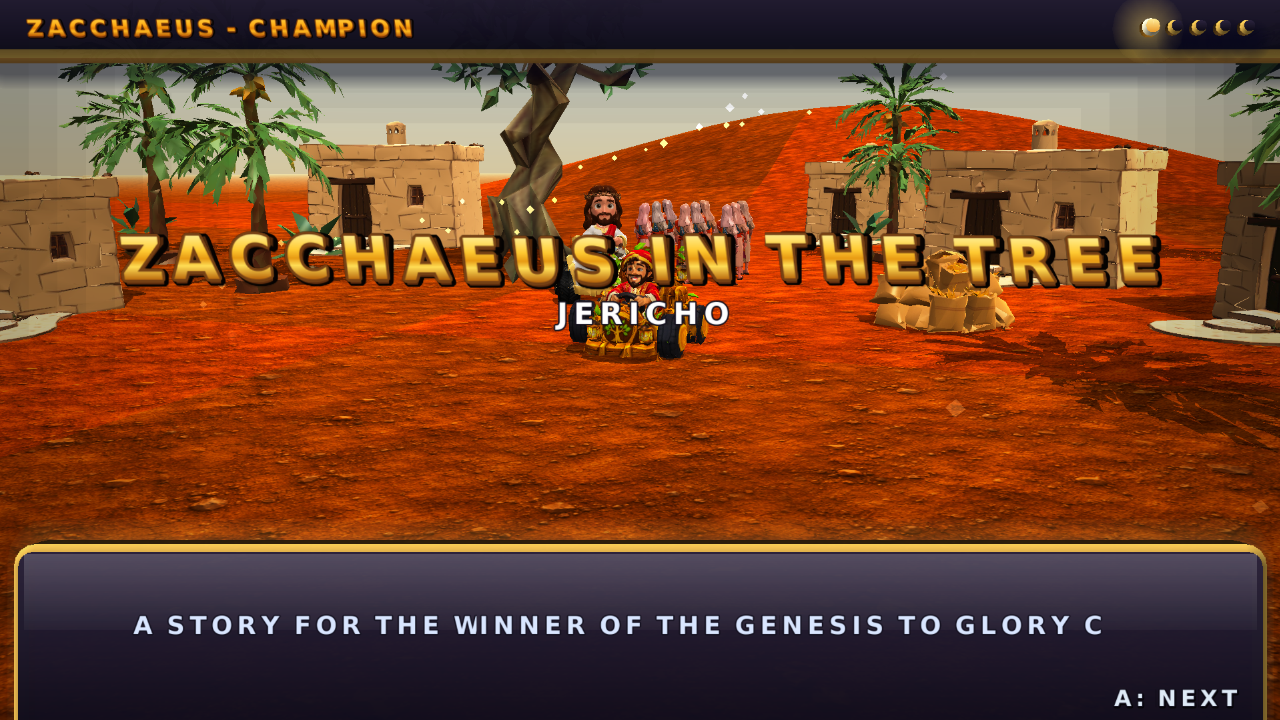 ZACCHAEUS - CHAMPION
ZACCHAEUS IN THE TREE
JERICHO
A STORY FOR THE WINNER OF THE GENESIS TO GLORY C
A: NEXT